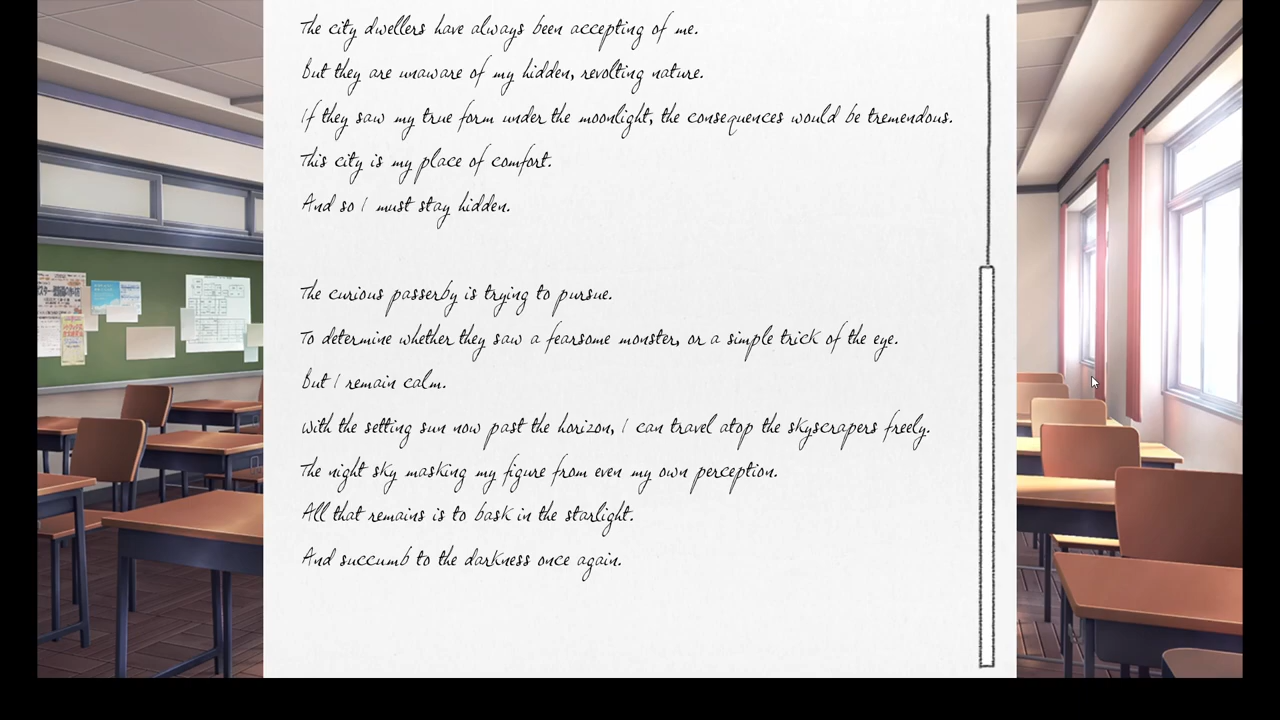 The city dwellers have always been accepting of me.
But they are unaware of my hidden, revolting nature.
If they saw my true form under the moonlight, the consequences would be tremendous.
This city is my place of comfort.
And so I must stay hidden.
The curious passerby is trying to pursue.
To determine whether they saw a fearsome monster, or a simple trick of the eye.
But I remain calm.
With the setting sun now past the horizon, I can travel atop the skyscrapers freely.
The night sky masking my figure from even my own perception.
All that remains is to bask in the starlight.
And succumb to the darkness once again.